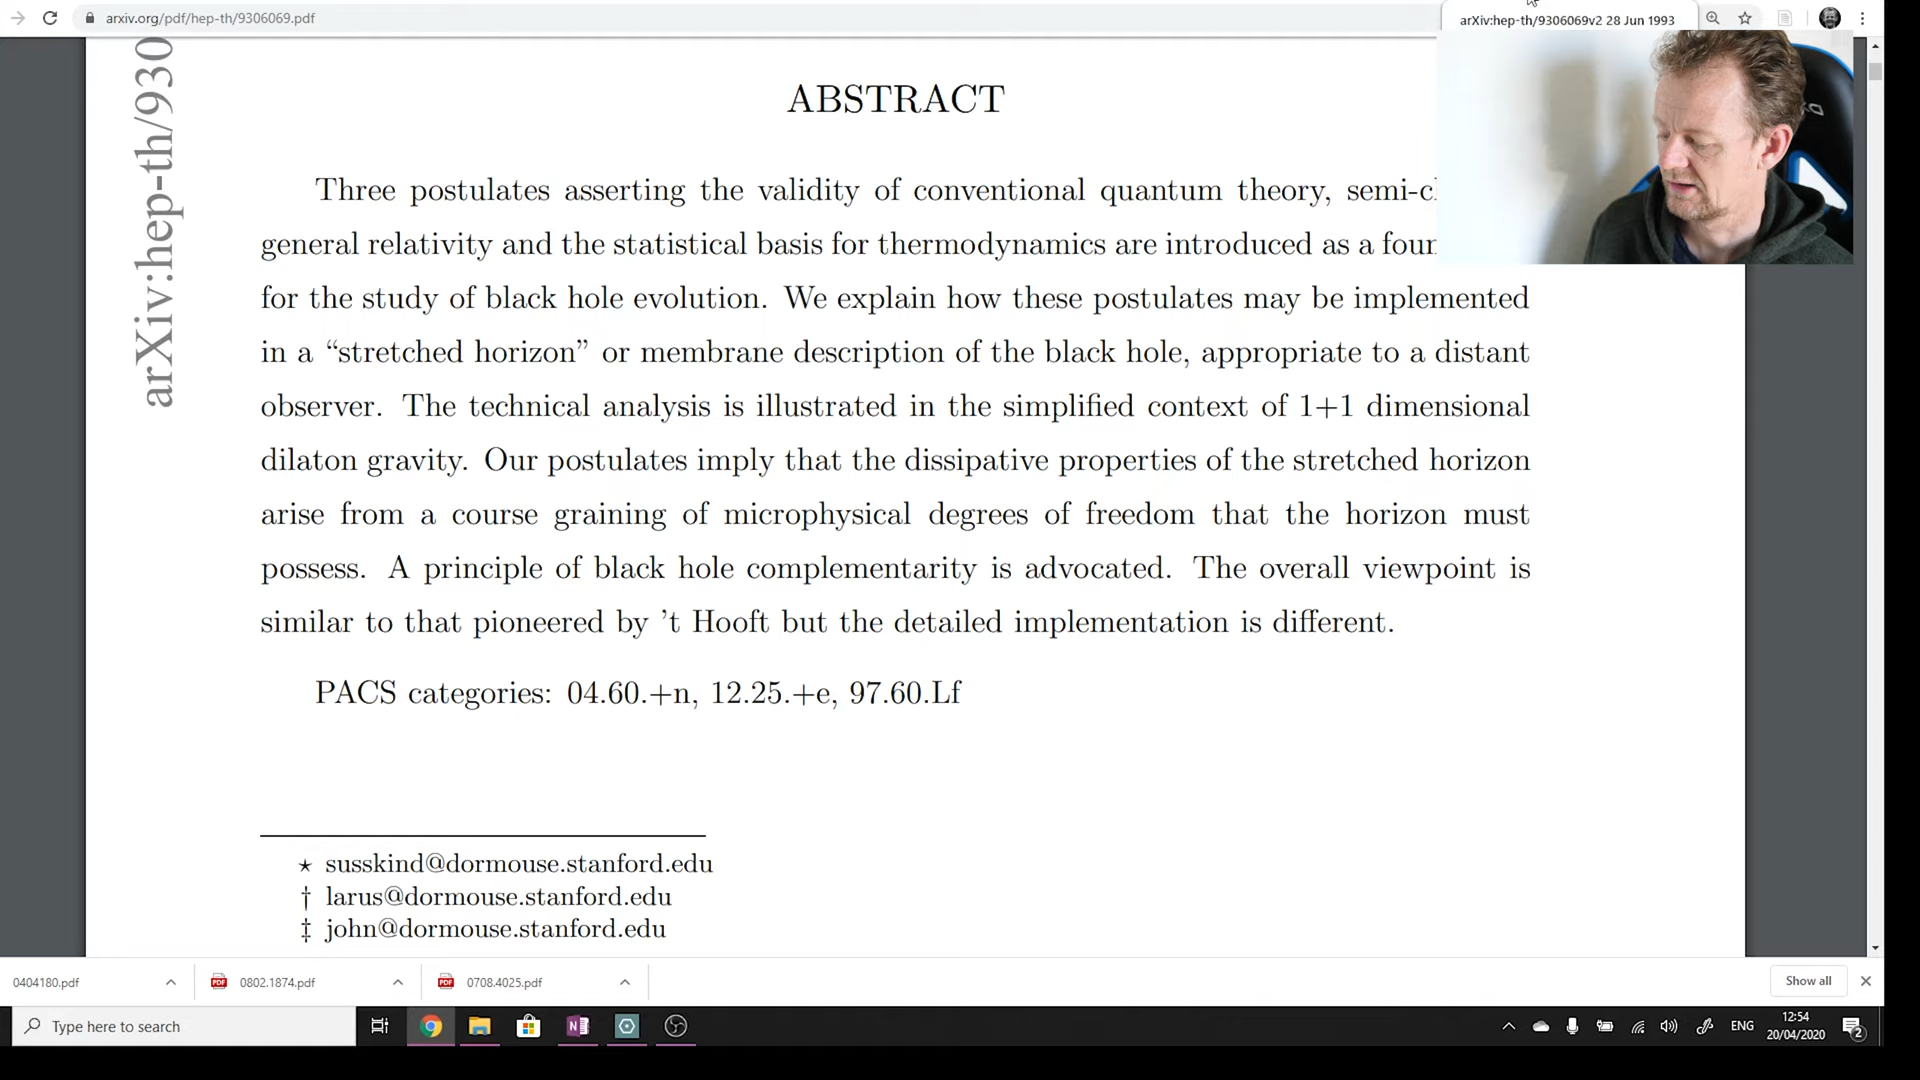 arxiv.org/pdf/hep-th/9306069.pdf
arXiv:hep-th/9306069v2 28 Jun 1993
arXiv:hep-th/930
ABSTRACT
Three postulates asserting the validity of conventional quantum theory, semi-
general relativity and the statistical basis for thermodynamics are introduced as a
for the study of black hole evolution. We explain how these postulates may be implemented
in a “stretched horizon” or membrane description of the black hole, appropriate to a distant
observer. The technical analysis is illustrated in the simplified context of 1+1 dimensional
dilaton gravity. Our postulates imply that the dissipative properties of the stretched horizon
arise from a course graining of microphysical degrees of freedom that the horizon must
possess. A principle of black hole complementarity is advocated. The overall viewpoint is
similar to that pioneered by ’t Hooft but the detailed implementation is different.
PACS categories: 04.60.+n, 12.25.+e, 97.60.Lf
⋆ susskind@dormouse.stanford.edu
† larus@dormouse.stanford.edu
‡ john@dormouse.stanford.edu
0404180.pdf
0802.1874.pdf
0708.4025.pdf
Show all
Type here to search
ENG
12:54
20/04/2020
2